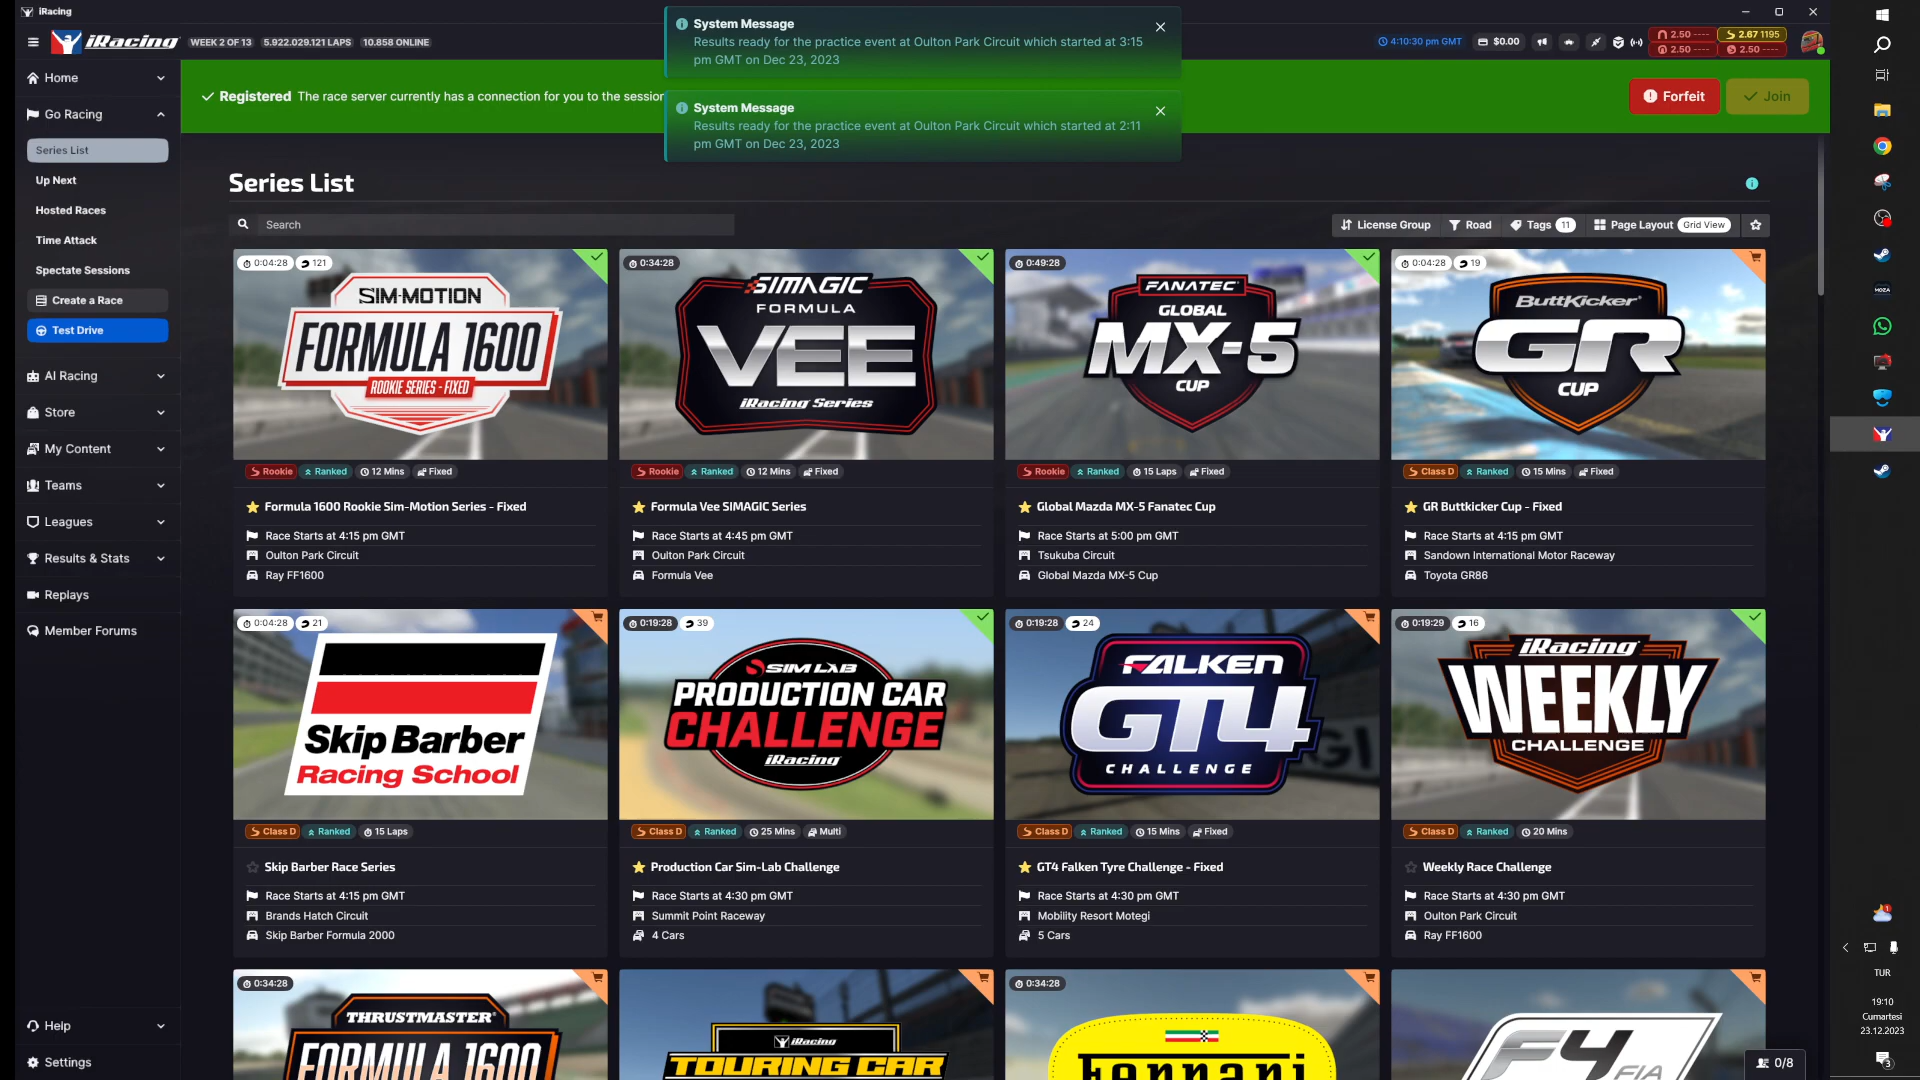 iRacing
iRacing
WEEK 2 OF 13
5.922.029.121 LAPS
10.858 ONLINE
4:10:30 pm GMT
$0.00
2.50 ----
2.67 1195
2.50 ----
2.50 ----
System Message
Results ready for the practice event at Oulton Park Circuit which started at 3:15
pm GMT on Dec 23, 2023
System Message
Results ready for the practice event at Oulton Park Circuit which started at 2:11
pm GMT on Dec 23, 2023
Registered The race server currently has a connection for you to the session
Forfeit
Join
Home
Go Racing
Series List
Up Next
Hosted Races
Time Attack
Spectate Sessions
Create a Race
Test Drive
AI Racing
Store
My Content
Teams
Leagues
Results & Stats
Replays
Member Forums
Help
Settings
Series List
Search
License Group
Road
Tags 11
Page Layout Grid View
0:04:28 121
SIM-MOTION
FORMULA 1600
ROOKIE SERIES - FIXED
Rookie Ranked 12 Mins Fixed
Formula 1600 Rookie Sim-Motion Series - Fixed
Race Starts at 4:15 pm GMT
Oulton Park Circuit
Ray FF1600
0:34:28
SIMAGIC
FORMULA
VEE
iRacing Series
Rookie Ranked 12 Mins Fixed
Formula Vee SIMAGIC Series
Race Starts at 4:45 pm GMT
Oulton Park Circuit
Formula Vee
0:49:28
FANATEC
GLOBAL
MX-5
CUP
Rookie Ranked 15 Laps Fixed
Global Mazda MX-5 Fanatec Cup
Race Starts at 5:00 pm GMT
Tsukuba Circuit
Global Mazda MX-5 Cup
0:04:28 19
ButtKicker
GR
CUP
Class D Ranked 15 Mins Fixed
GR Buttkicker Cup - Fixed
Race Starts at 4:15 pm GMT
Sandown International Motor Raceway
Toyota GR86
0:04:28 21
Skip Barber
Racing School
Class D Ranked 15 Laps
Skip Barber Race Series
Race Starts at 4:15 pm GMT
Brands Hatch Circuit
Skip Barber Formula 2000
0:19:28 39
SIM LAB
PRODUCTION CAR
CHALLENGE
iRacing
Class D Ranked 25 Mins Multi
Production Car Sim-Lab Challenge
Race Starts at 4:30 pm GMT
Summit Point Raceway
4 Cars
0:19:28 24
FALKEN
GT4
CHALLENGE
Class D Ranked 15 Mins Fixed
GT4 Falken Tyre Challenge - Fixed
Race Starts at 4:30 pm GMT
Mobility Resort Motegi
5 Cars
0:19:29 16
iRacing
WEEKLY
CHALLENGE
Class D Ranked 20 Mins
Weekly Race Challenge
Race Starts at 4:30 pm GMT
Oulton Park Circuit
Ray FF1600
0:34:28
THRUSTMASTER
FORMULA 1600
iRacing
TOURING CAR
0:34:28
Ferrari
F4
FIA
0/8
MOZA
1
TUR
19:10
Cumartesi
23.12.2023
3